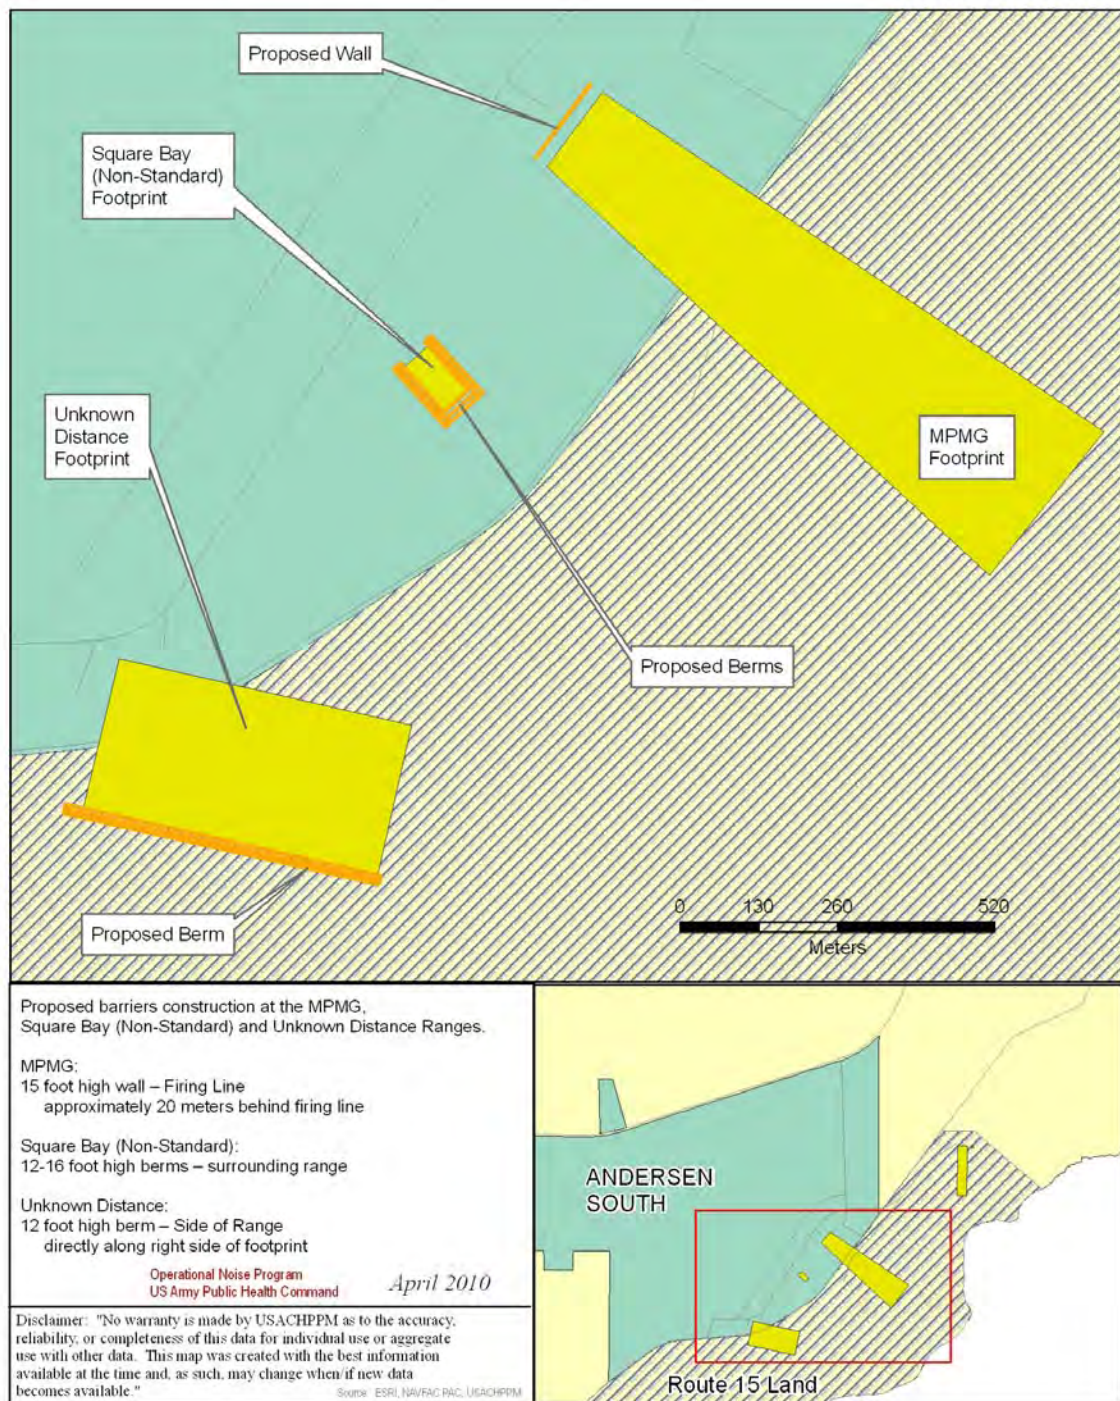 Proposed Wall
Square Bay
(Non-Standard)
Footprint
Unknown
Distance
Footprint
MPMG
Footprint
Proposed Berms
Proposed Berm
0 130 260 520
Meters
Proposed barriers construction at the MPMG,
Square Bay (Non-Standard) and Unknown Distance Ranges.
MPMG:
15 foot high wall – Firing Line
approximately 20 meters behind firing line
Square Bay (Non-Standard):
12-16 foot high berms – surrounding range
Unknown Distance:
12 foot high berm – Side of Range
directly along right side of footprint
Operational Noise Program
US Army Public Health Command
April 2010
Disclaimer: "No warranty is made by USACHPPM as to the accuracy,
reliability, or completeness of this data for individual use or aggregate
use with other data. This map was created with the best information
available at the time and, as such, may change when/if new data
becomes available."
Source: ESRI, NAVFAC PAC, USACHPPM
ANDERSEN
SOUTH
Route 15 Land